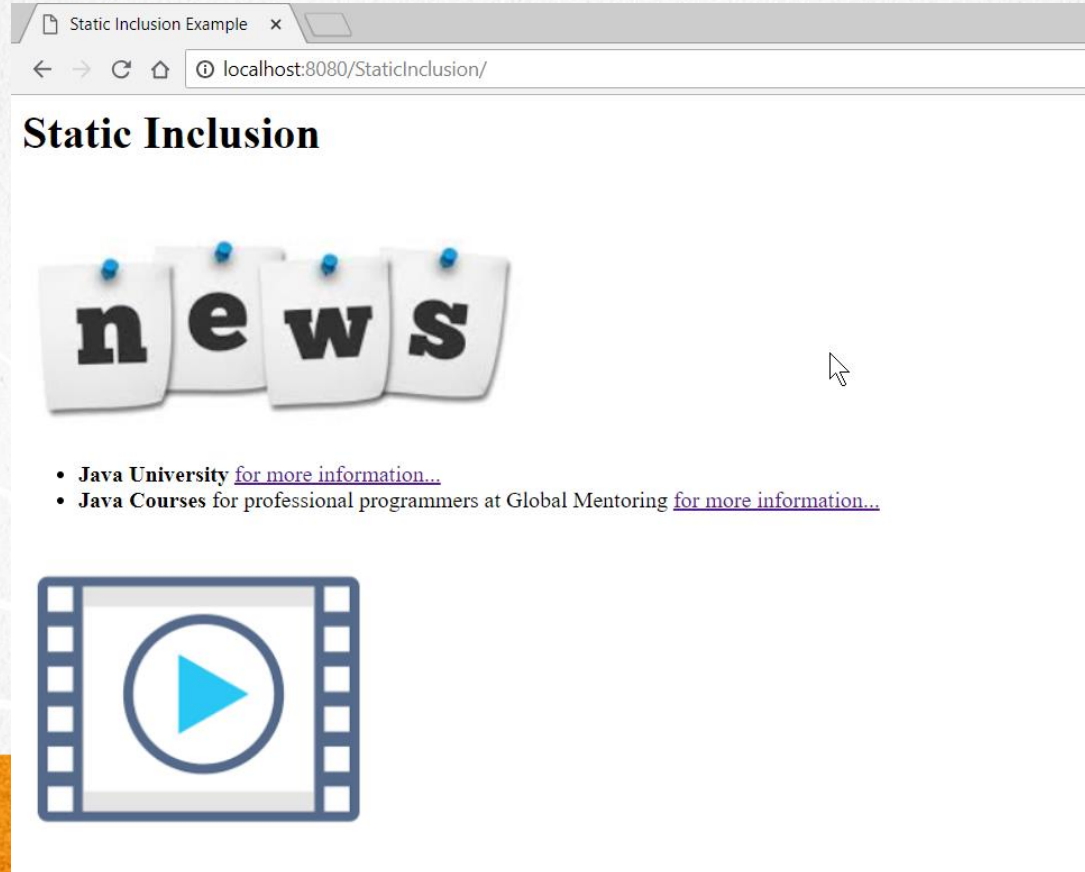 Static Inclusion Example
localhost:8080/StaticInclusion/
Static Inclusion
news
Java University for more information...
Java Courses for professional programmers at Global Mentoring for more information...